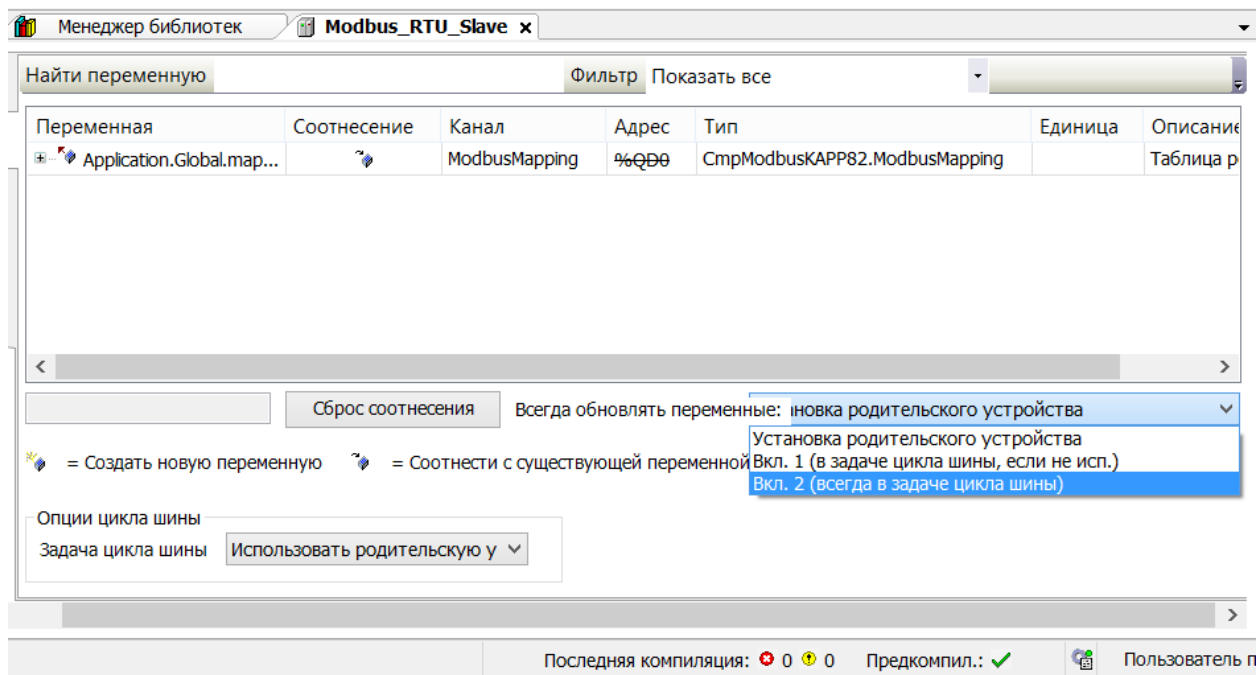 Менеджер библиотек Modbus_RTU_Slave x
Найти переменную Фильтр Показать все
Переменная Соотнесение Канал Адрес Тип Единица Описание
Application.Global.map... ModbusMapping %QD0 CmpModbusKAPP82.ModbusMapping Таблица р
Сброс соотнесения Всегда обновлять переменные: новка родительского устройства
Установка родительского устройства
= Создать новую переменную = Соотнести с существующей переменной Вкл. 1 (в задаче цикла шины, если не исп.)
Вкл. 2 (всегда в задаче цикла шины)
Опции цикла шины
Задача цикла шины Использовать родительскую у
Последняя компиляция: 0 0 Предкомпил.: Пользователь п